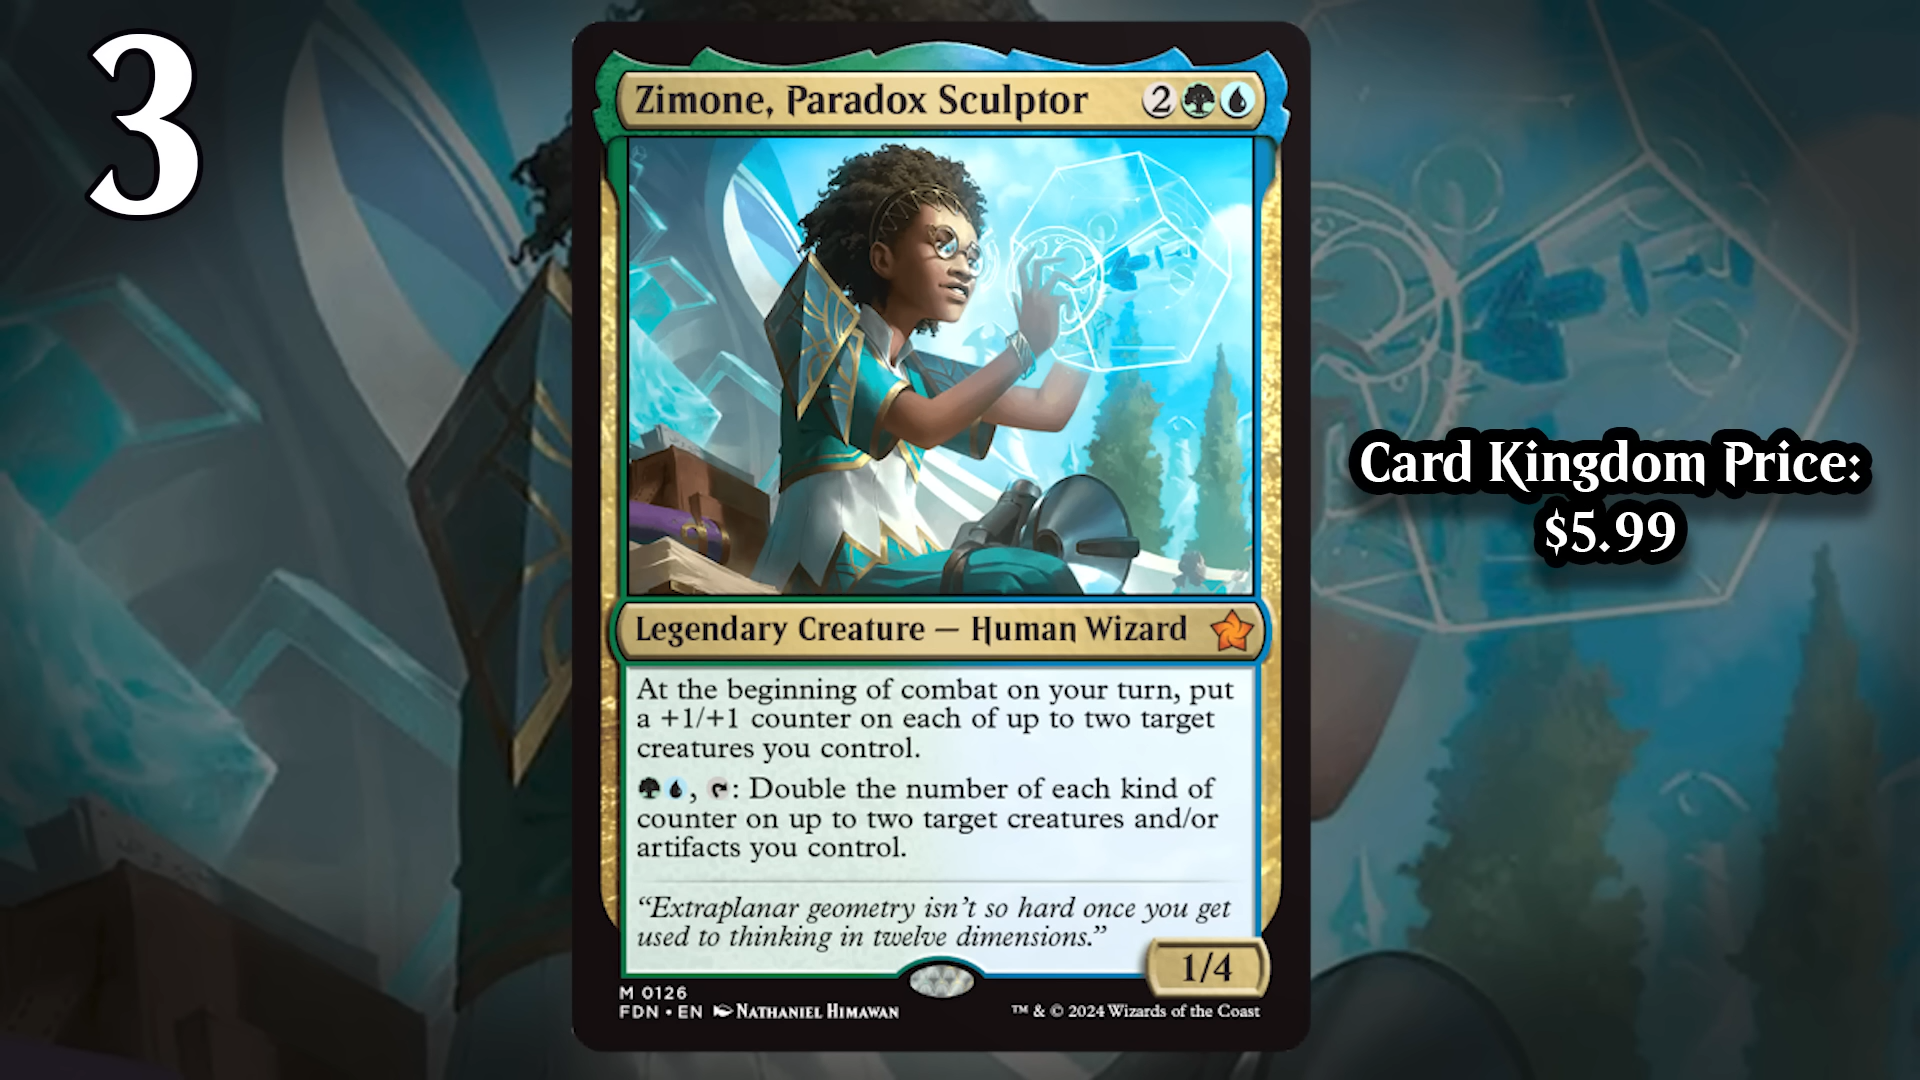 3
Zimone, Paradox Sculptor 2
Legendary Creature — Human Wizard
At the beginning of combat on your turn, put
a +1/+1 counter on each of up to two target
creatures you control.
, : Double the number of each kind of
counter on up to two target creatures and/or
artifacts you control.
“Extraplanar geometry isn’t so hard once you get
used to thinking in twelve dimensions.”
1/4
M 0126
FDN • EN NATHANIEL HIMAWAN
™ & © 2024 Wizards of the Coast
Card Kingdom Price:
$5.99